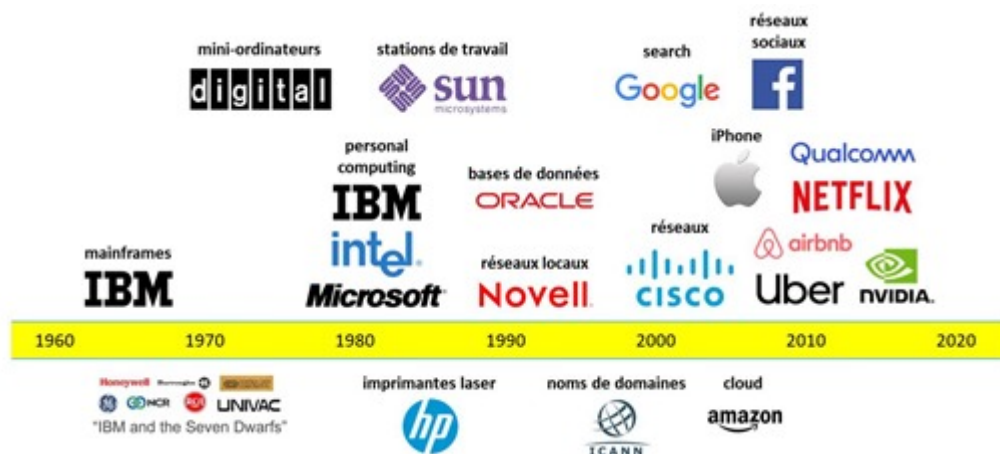 réseaux
sociaux
mini-ordinateurs
digital
stations de travail
sun
microsystems
search
Google
f
personal
computing
IBM
intel.
Microsoft
bases de données
ORACLE
iPhone
Qualcomm
NETFLIX
mainframes
IBM
réseaux locaux
Novell.
réseaux
CISCO
airbnb
Uber
NVIDIA.
1960 1970 1980 1990 2000 2010 2020
Honeywell Burroughs
NCR UNIVAC
"IBM and the Seven Dwarfs"
imprimantes laser
hp
noms de domaines
ICANN
cloud
amazon